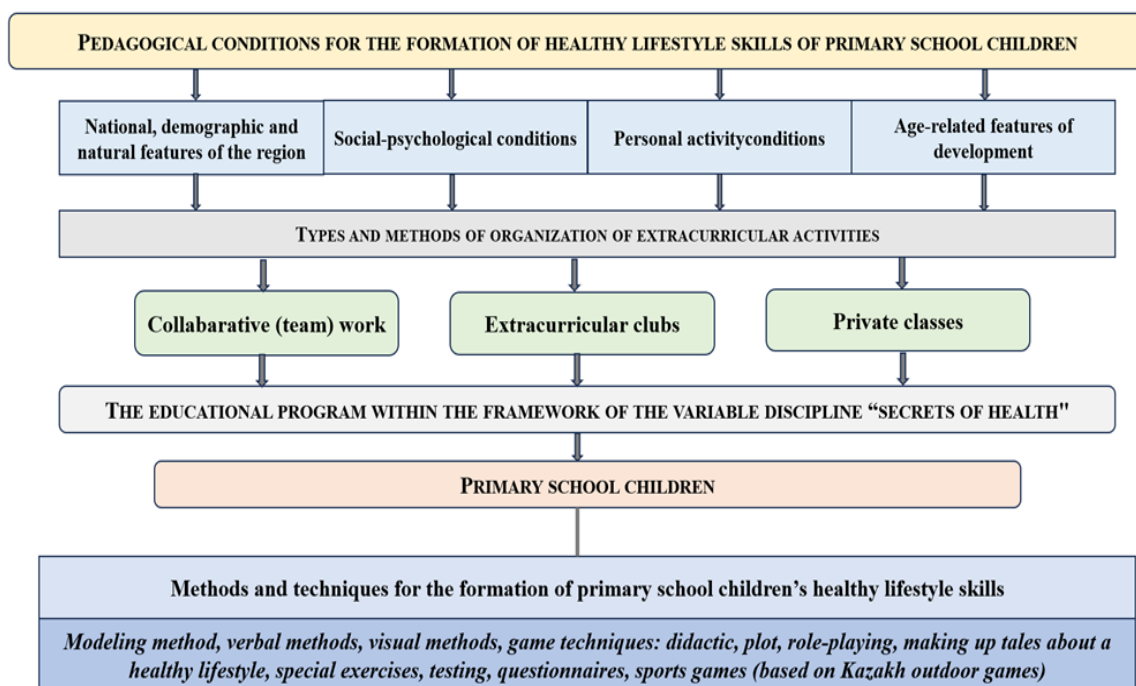 PEDAGOGICAL CONDITIONS FOR THE FORMATION OF HEALTHY LIFESTYLE SKILLS OF PRIMARY SCHOOL CHILDREN
National, demographic and
natural features of the region
Social-psychological conditions
Personal activityconditions
Age-related features of
development
TYPES AND METHODS OF ORGANIZATION OF EXTRACURRICULAR ACTIVITIES
Collabarative (team) work
Extracurricular clubs
Private classes
THE EDUCATIONAL PROGRAM WITHIN THE FRAMEWORK OF THE VARIABLE DISCIPLINE “SECRETS OF HEALTH"
PRIMARY SCHOOL CHILDREN
Methods and techniques for the formation of primary school children’s healthy lifestyle skills
Modeling method, verbal methods, visual methods, game techniques: didactic, plot, role-playing, making up tales about a
healthy lifestyle, special exercises, testing, questionnaires, sports games (based on Kazakh outdoor games)